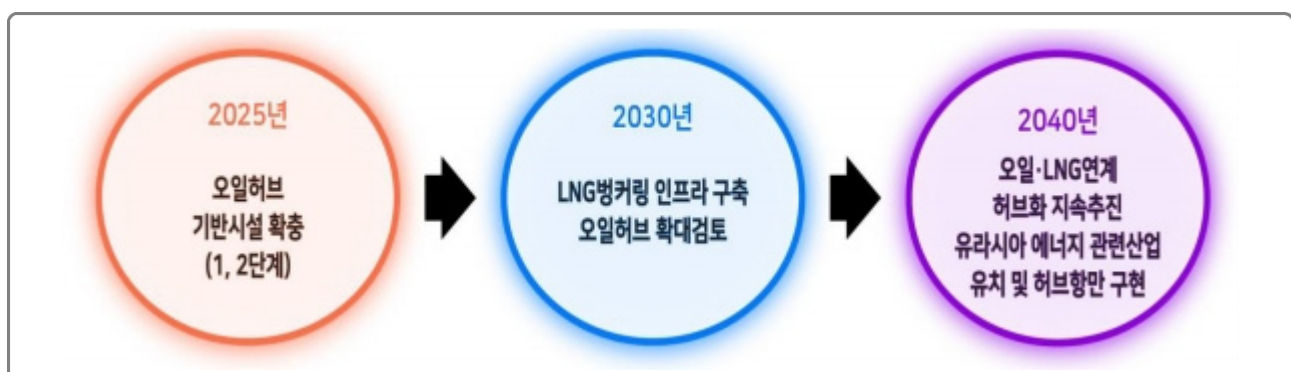 2025년
오일허브
기반시설 확충
(1, 2단계)
2030년
LNG벙커링 인프라 구축
오일허브 확대검토
2040년
오일·LNG연계
허브화 지속추진
유라시아 에너지 관련산업
유치 및 허브항만 구현